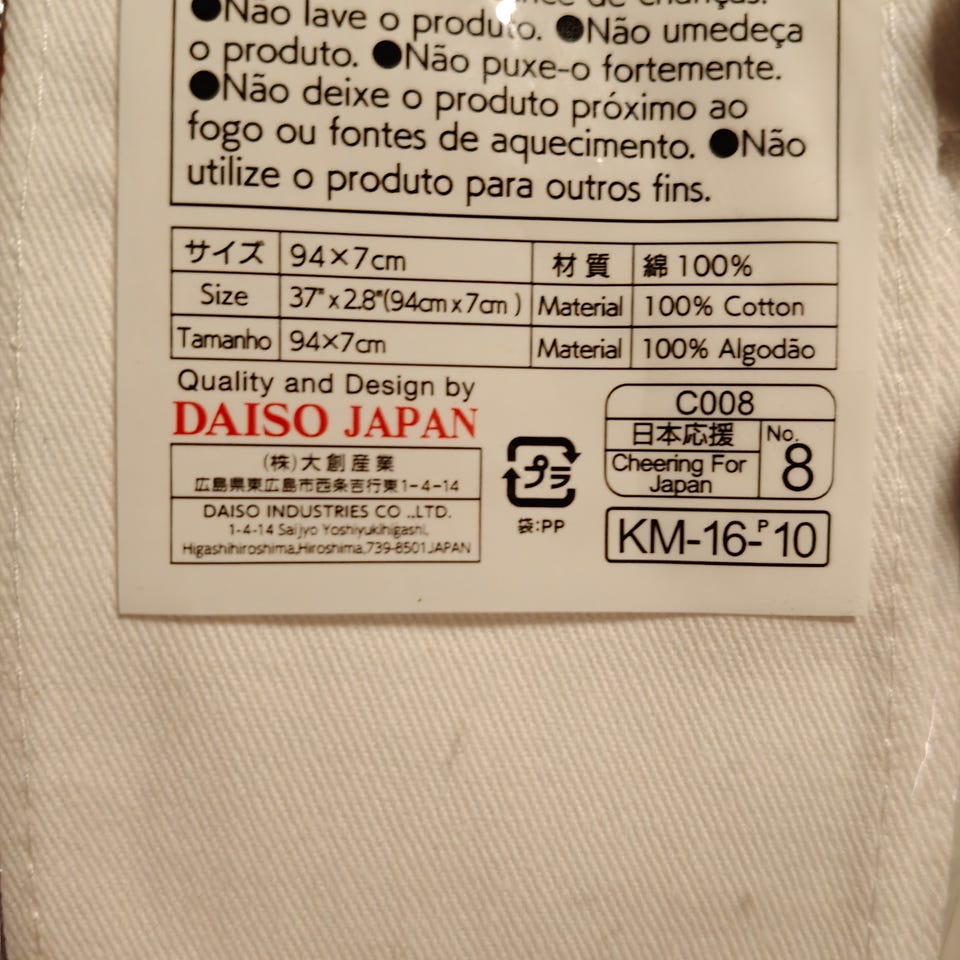 de crianças.
●Não lave o produto. ●Não umedeça
o produto. ●Não puxe-o fortemente.
●Não deixe o produto próximo ao
fogo ou fontes de aquecimento. ●Não
utilize o produto para outros fins.
サイズ 94×7cm 材質 綿100%
Size 37"x2.8"(94cm x7cm) Material 100% Cotton
Tamanho 94×7cm Material 100% Algodão
Quality and Design by
DAISO JAPAN
(株)大創産業
広島県東広島市西条吉行東1-4-14
DAISO INDUSTRIES CO.,LTD.
1-4-14 Saijyo Yoshiyukihigashi,
Higashihiroshima,Hiroshima,739-8501 JAPAN
プラ
袋:PP
C008
日本応援
Cheering For
Japan
No.
8
KM-16-P10